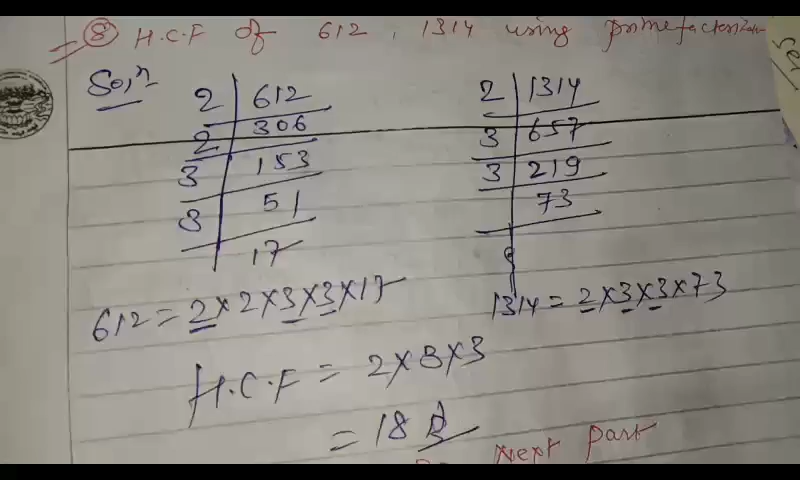 ⑧ H.C.F of 612, 1314 using prime factorization
Soln
2 | 612
2 | 306
3 | 153
3 | 51
17
2 | 1314
3 | 657
3 | 219
73
612 = 2×2×3×3×17
1314 = 2×3×3×73
H.C.F = 2×3×3
= 18
Next part